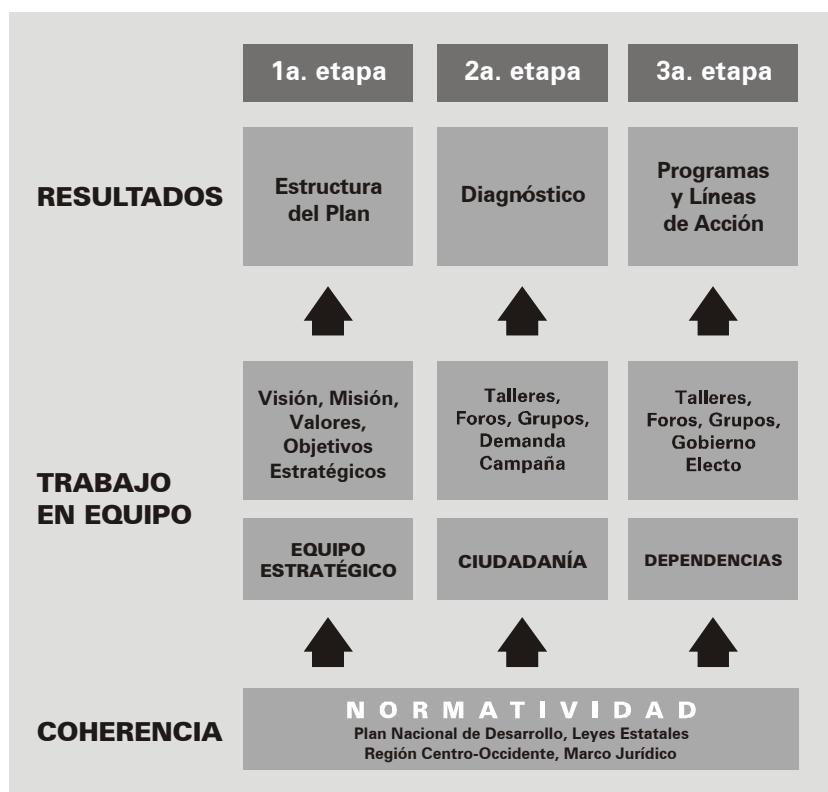 1a. etapa
2a. etapa
3a. etapa
RESULTADOS
Estructura
del Plan
Diagnóstico
Programas
y Líneas
de Acción
TRABAJO
EN EQUIPO
Visión, Misión,
Valores,
Objetivos
Estratégicos
Talleres,
Foros, Grupos,
Demanda
Campaña
Talleres,
Foros, Grupos,
Gobierno
Electo
EQUIPO
ESTRATÉGICO
CIUDADANÍA
DEPENDENCIAS
COHERENCIA
NORMATIVIDAD
Plan Nacional de Desarrollo, Leyes Estatales
Región Centro-Occidente, Marco Jurídico